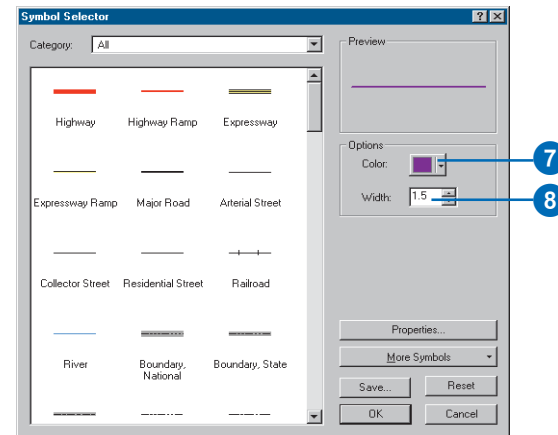 Symbol Selector
Category: All
Highway Highway Ramp Expressway
Expressway Ramp Major Road Arterial Street
Collector Street Residential Street Railroad
River Boundary, National Boundary, State
Preview
Options
Color: 7
Width: 1.5 8
Properties...
More Symbols
Save... Reset
OK Cancel